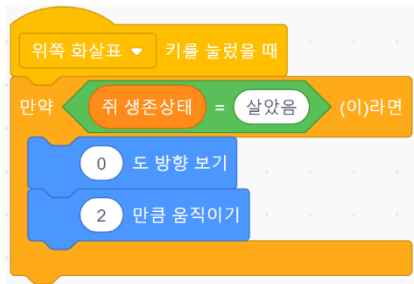 위쪽 화살표 키를 눌렀을 때
만약 쥐 생존상태 = 살았음 (이)라면
0 도 방향 보기
2 만큼 움직이기